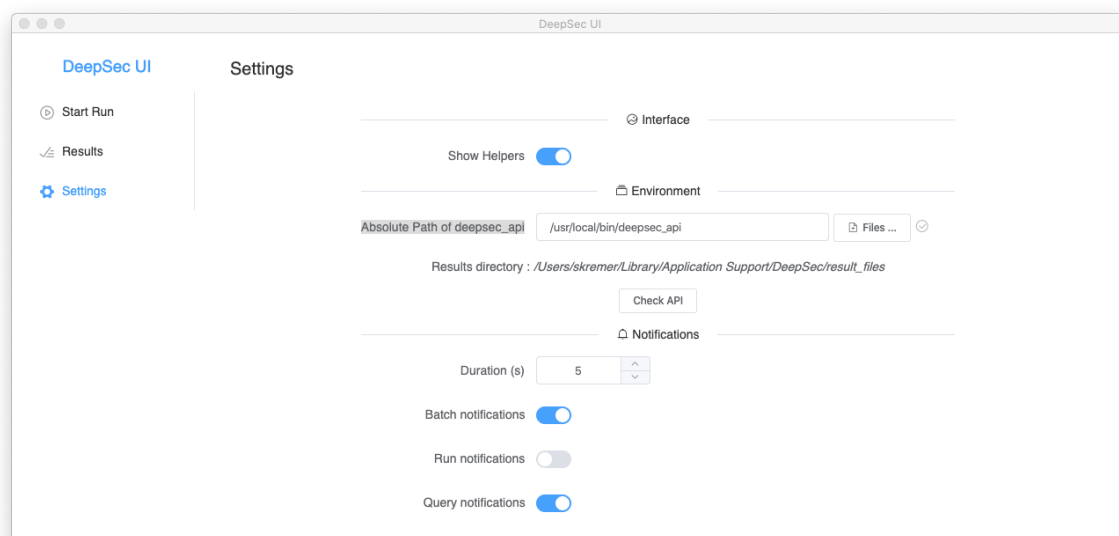 DeepSec UI
DeepSec UI
Settings
Start Run
Results
Settings
Interface
Show Helpers
Environment
Absolute Path of deepsec_api
/usr/local/bin/deepsec_api
Files ...
Results directory : /Users/skremer/Library/Application Support/DeepSec/result_files
Check API
Notifications
Duration (s)
5
Batch notifications
Run notifications
Query notifications